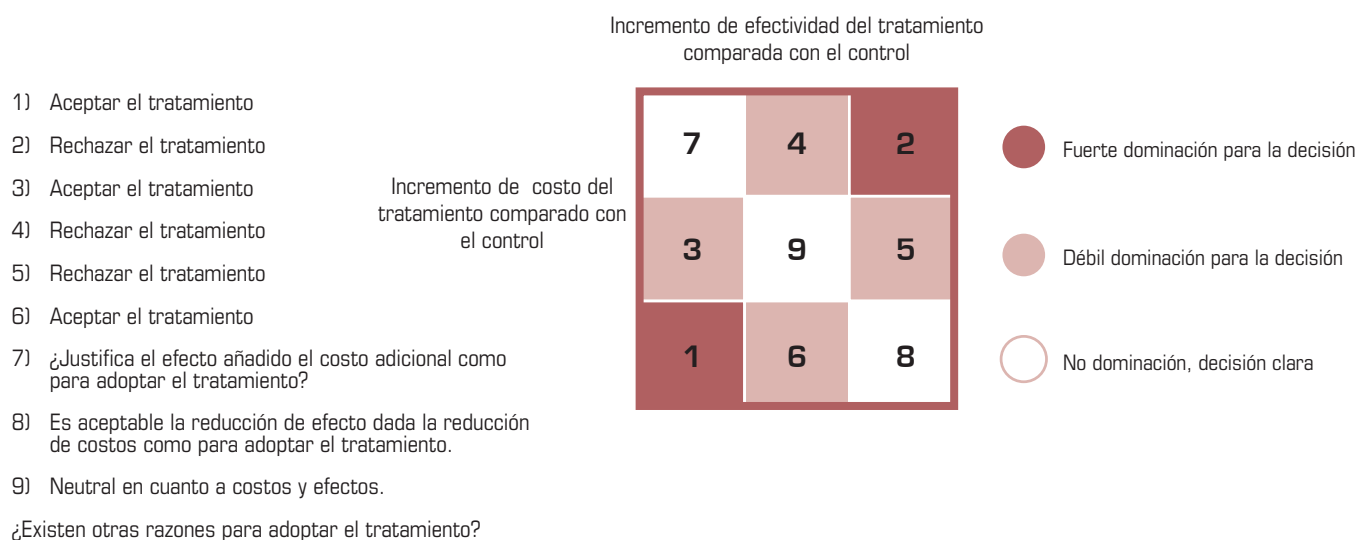 Incremento de efectividad del tratamiento
comparada con el control
1) Aceptar el tratamiento
2) Rechazar el tratamiento
3) Aceptar el tratamiento
4) Rechazar el tratamiento
5) Rechazar el tratamiento
6) Aceptar el tratamiento
7) ¿Justifica el efecto añadido el costo adicional como
para adoptar el tratamiento?
8) Es aceptable la reducción de efecto dada la reducción
de costos como para adoptar el tratamiento.
9) Neutral en cuanto a costos y efectos.
¿Existen otras razones para adoptar el tratamiento?
Incremento de costo del
tratamiento comparado con
el control
7 4 2
3 9 5
1 6 8
Fuerte dominación para la decisión
Débil dominación para la decisión
No dominación, decisión clara